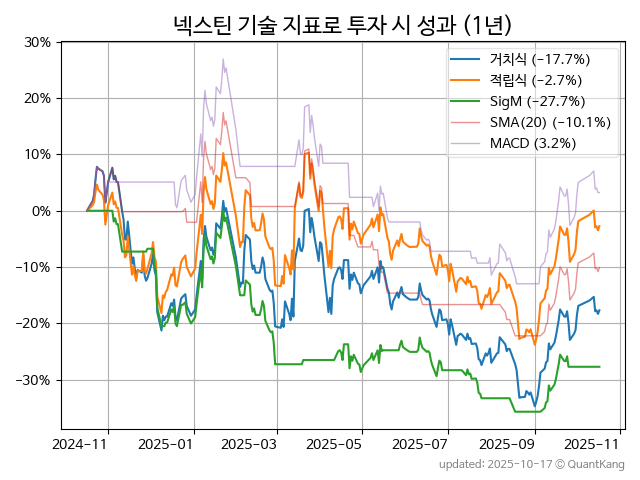 넥스틴 기술 지표로 투자 시 성과 (1년)
30%
20%
10%
0%
−10%
−20%
−30%
거치식 (−17.7%)
적립식 (−2.7%)
SigM (−27.7%)
SMA(20) (−10.1%)
MACD (3.2%)
2024-11
2025-01
2025-03
2025-05
2025-07
2025-09
2025-11
updated: 2025-10-17 © QuantKang